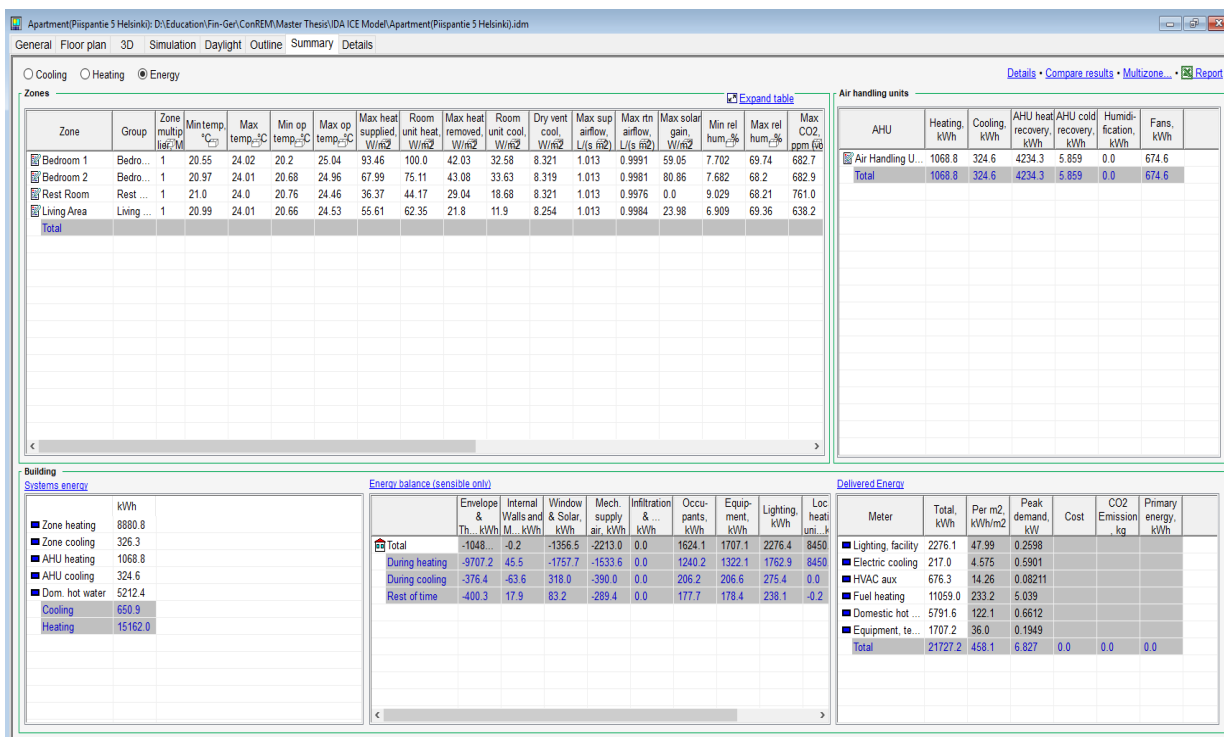 Apartment(Piispantie 5 Helsinki): D:\Education\Fin-Ger\ConREM\Master Thesis\IDA ICE Model\Apartment(Piispantie 5 Helsinki).idm
General Floor plan 3D Simulation Daylight Outline Summary Details
Cooling Heating Energy
Details • Compare results • Multizone... • Report
Zones
Expand table
Zone Group Zone multip lier, M Min temp, °C Max temp, °C Min op temp, °C Max op temp, °C Max heat supplied, W/m2 Room unit heat, W/m2 Max heat removed, W/m2 Room unit cool, W/m2 Dry vent cool, W/m2 Max sup airflow, L/(s m2) Max rtn airflow, L/(s m2) Max solar gain, W/m2 Min rel hum, % Max rel hum, % Max CO2, ppm (vo
Bedroom 1 Bedro... 1 20.55 24.02 20.2 25.04 93.46 100.0 42.03 32.58 8.321 1.013 0.9991 59.05 7.702 69.74 682.7
Bedroom 2 Bedro... 1 20.97 24.01 20.68 24.96 67.99 75.11 43.08 33.63 8.319 1.013 0.9981 80.86 7.682 68.2 682.9
Rest Room Rest ... 1 21.0 24.0 20.76 24.46 36.37 44.17 29.04 18.68 8.321 1.013 0.9976 0.0 9.029 68.21 761.0
Living Area Living ... 1 20.99 24.01 20.66 24.53 55.61 62.35 21.8 11.9 8.254 1.013 0.9984 23.98 6.909 69.36 638.2
Total
Air handling units
AHU Heating, kWh Cooling, kWh AHU heat recovery, kWh AHU cold recovery, kWh Humidi- fication, kWh Fans, kWh
Air Handling U... 1068.8 324.6 4234.3 5.859 0.0 674.6
Total 1068.8 324.6 4234.3 5.859 0.0 674.6
Building
Systems energy
kWh
Zone heating 8880.8
Zone cooling 326.3
AHU heating 1068.8
AHU cooling 324.6
Dom. hot water 5212.4
Cooling 650.9
Heating 15162.0
Energy balance (sensible only)
Envelope & Th... kWh Internal Walls and M... kWh Window & Solar, kWh Mech. supply air, kWh Infiltration & ... kWh Occu- pants, kWh Equip- ment, kWh Lighting, kWh Loc heati uni...k
Total -1048... -0.2 -1356.5 -2213.0 0.0 1624.1 1707.1 2276.4 8450
During heating -9707.2 45.5 -1757.7 -1533.6 0.0 1240.2 1322.1 1762.9 8450
During cooling -376.4 -63.6 318.0 -390.0 0.0 206.2 206.6 275.4 0.0
Rest of time -400.3 17.9 83.2 -289.4 0.0 177.7 178.4 238.1 -0.2
Delivered Energy
Meter Total, kWh Per m2, kWh/m2 Peak demand, kW Cost CO2 Emission , kg Primary energy, kWh
Lighting, facility 2276.1 47.99 0.2598
Electric cooling 217.0 4.575 0.5901
HVAC aux 676.3 14.26 0.08211
Fuel heating 11059.0 233.2 5.039
Domestic hot ... 5791.6 122.1 0.6612
Equipment, te... 1707.2 36.0 0.1949
Total 21727.2 458.1 6.827 0.0 0.0 0.0